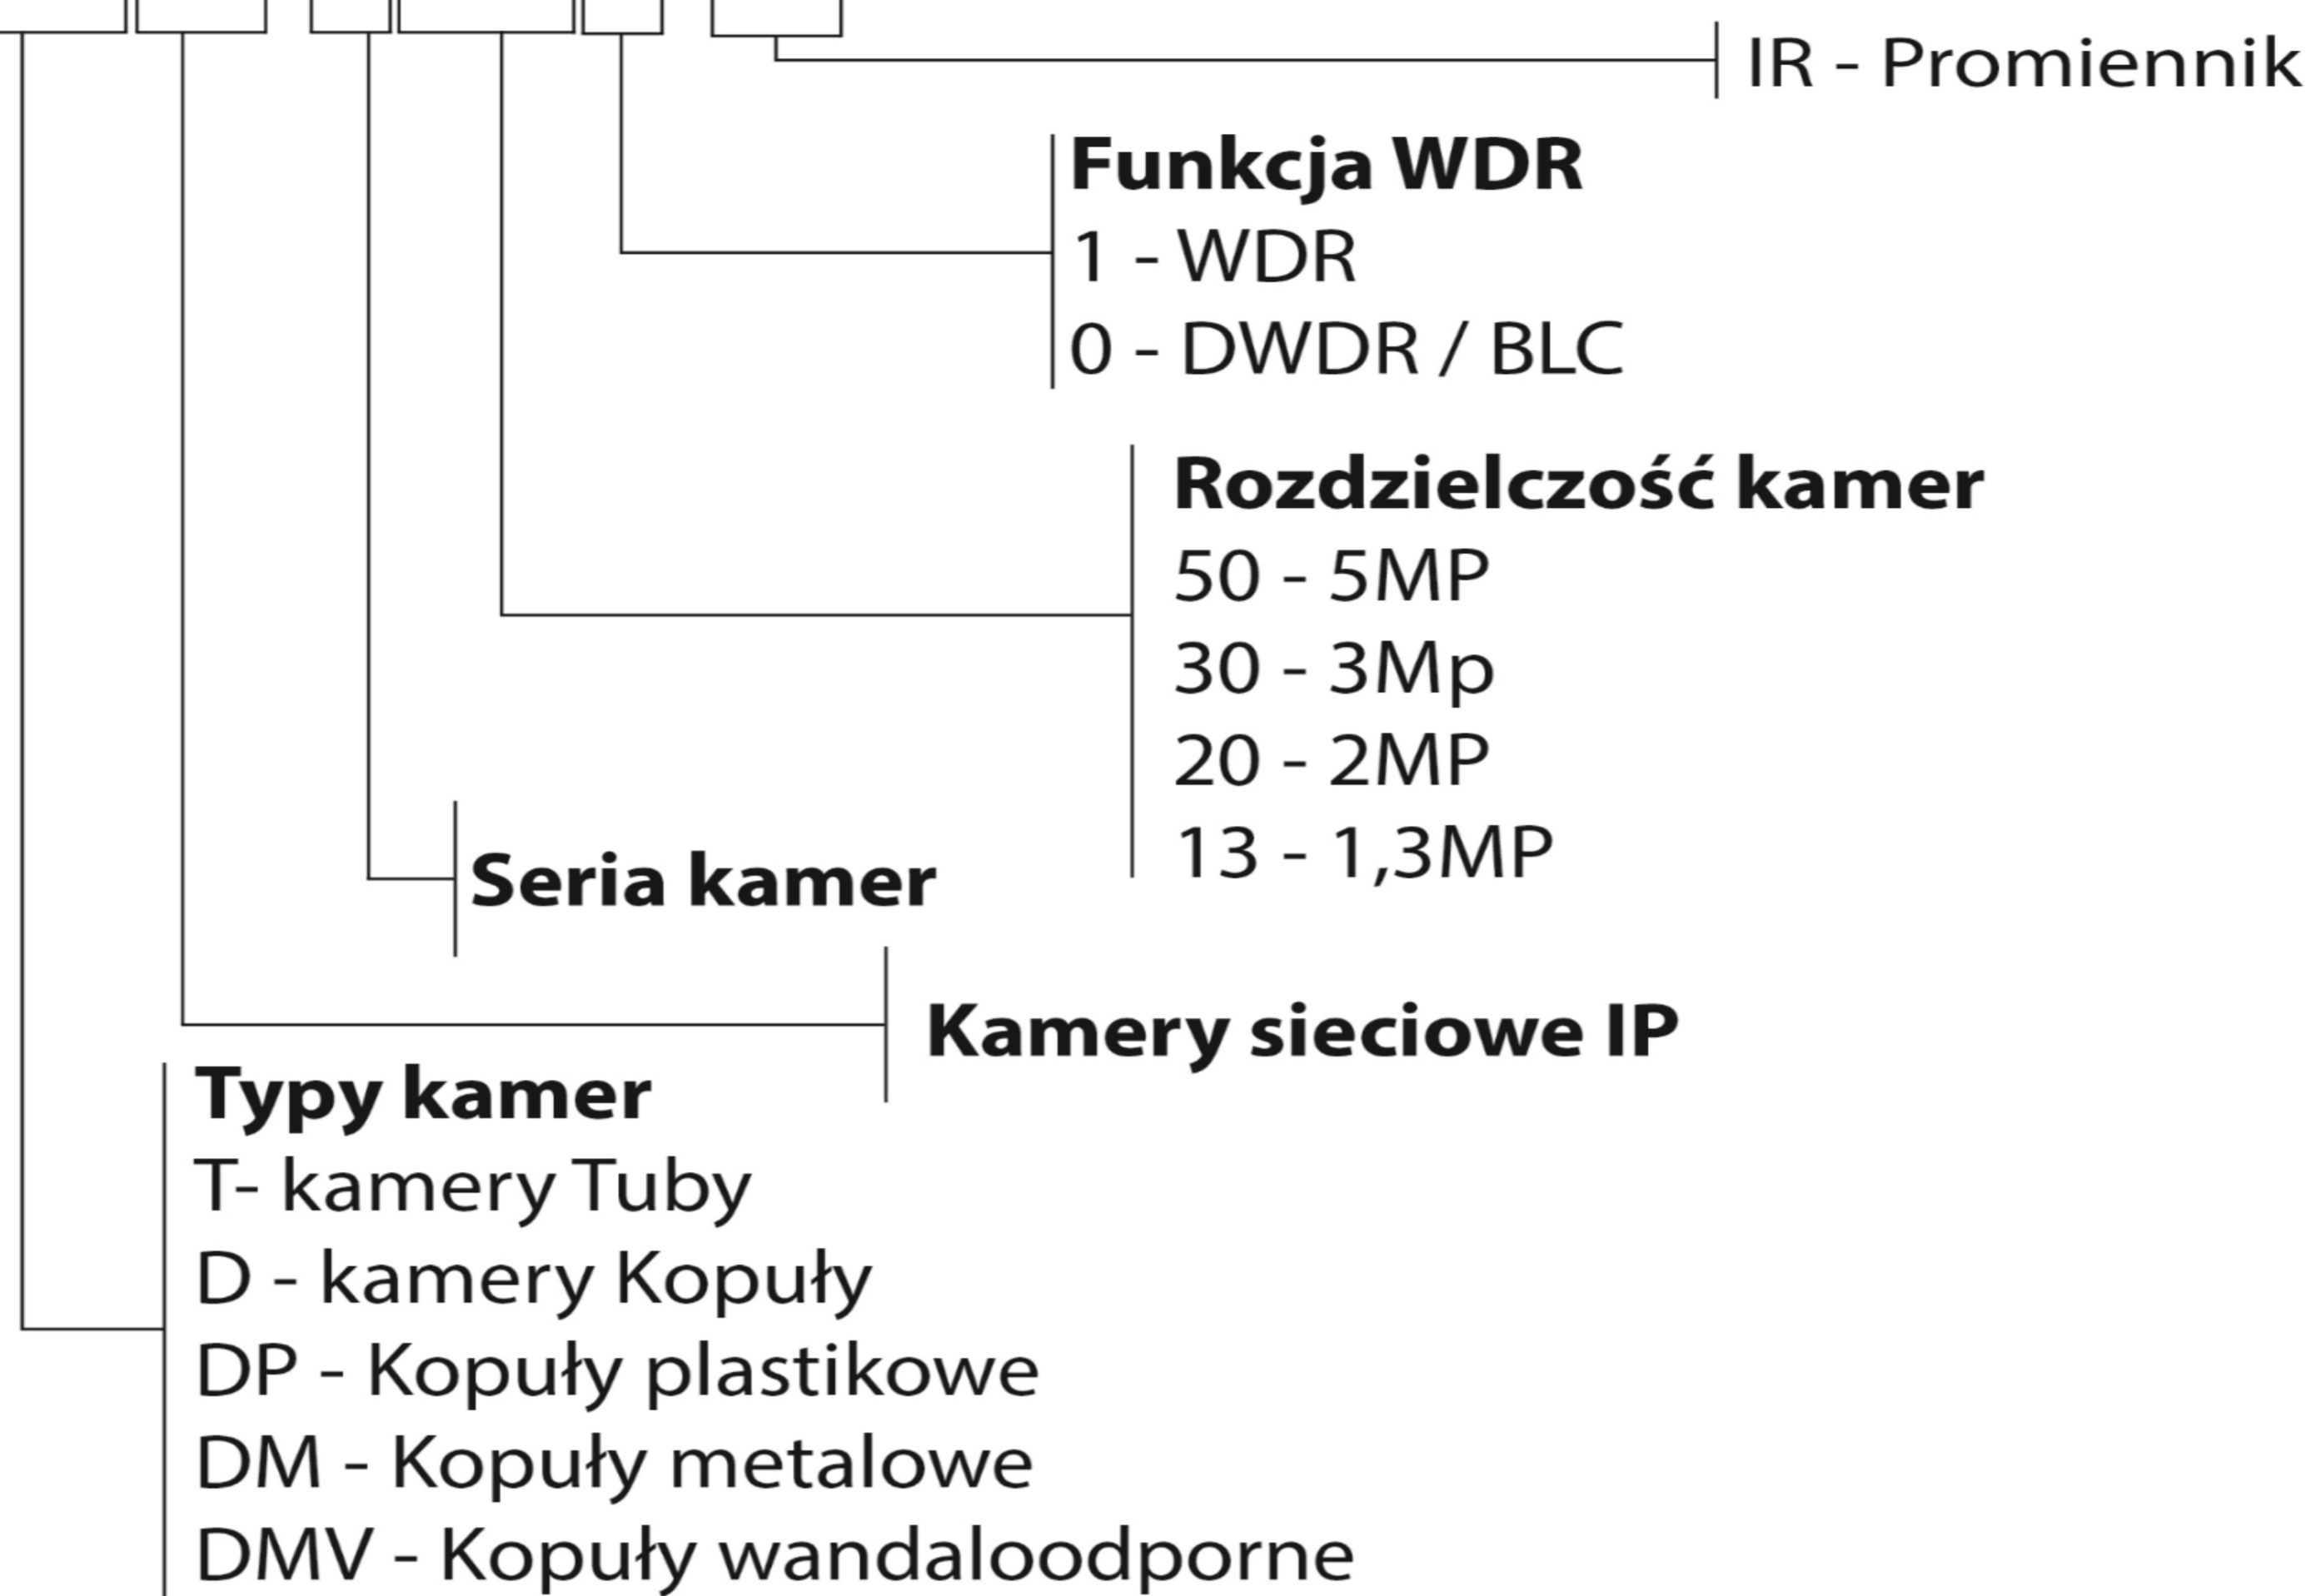 IR - Promiennik
Funkcja WDR
1 - WDR
0 - DWDR / BLC
Rozdzielczość kamer
50 - 5MP
30 - 3Mp
20 - 2MP
13 - 1,3MP
Seria kamer
Kamery sieciowe IP
Typy kamer
T- kamery Tuby
D - kamery Kopuły
DP - Kopuły plastikowe
DM - Kopuły metalowe
DMV - Kopuły wandaloodporne